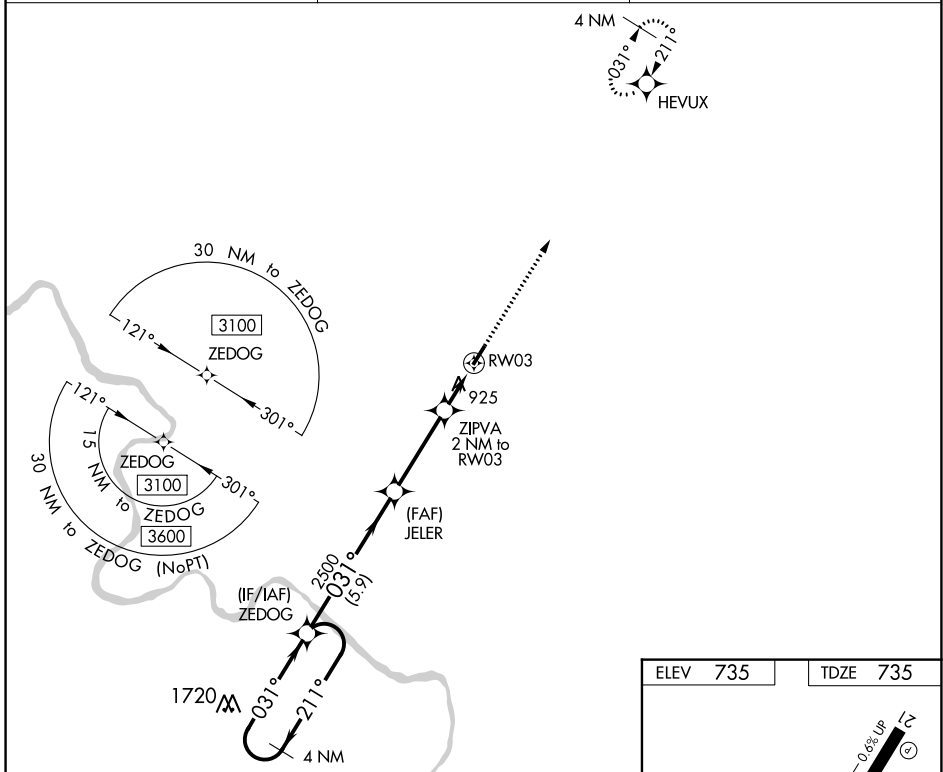 4 NM
031°
211°
HEVUX
30 NM to ZEDOG
3100
121°
ZEDOG
301°
RW03
925
ZIPVA
2 NM to
RW03
121°
ZEDOG
301°
3100
15 NM to ZEDOG
3600
30 NM to ZEDOG (NoPT)
(FAF)
JELER
2500
031°
(5.9)
(IF/IAF)
ZEDOG
1720
031°
211°
4 NM
ELEV 735
TDZE 735
0.6% UP
21
P